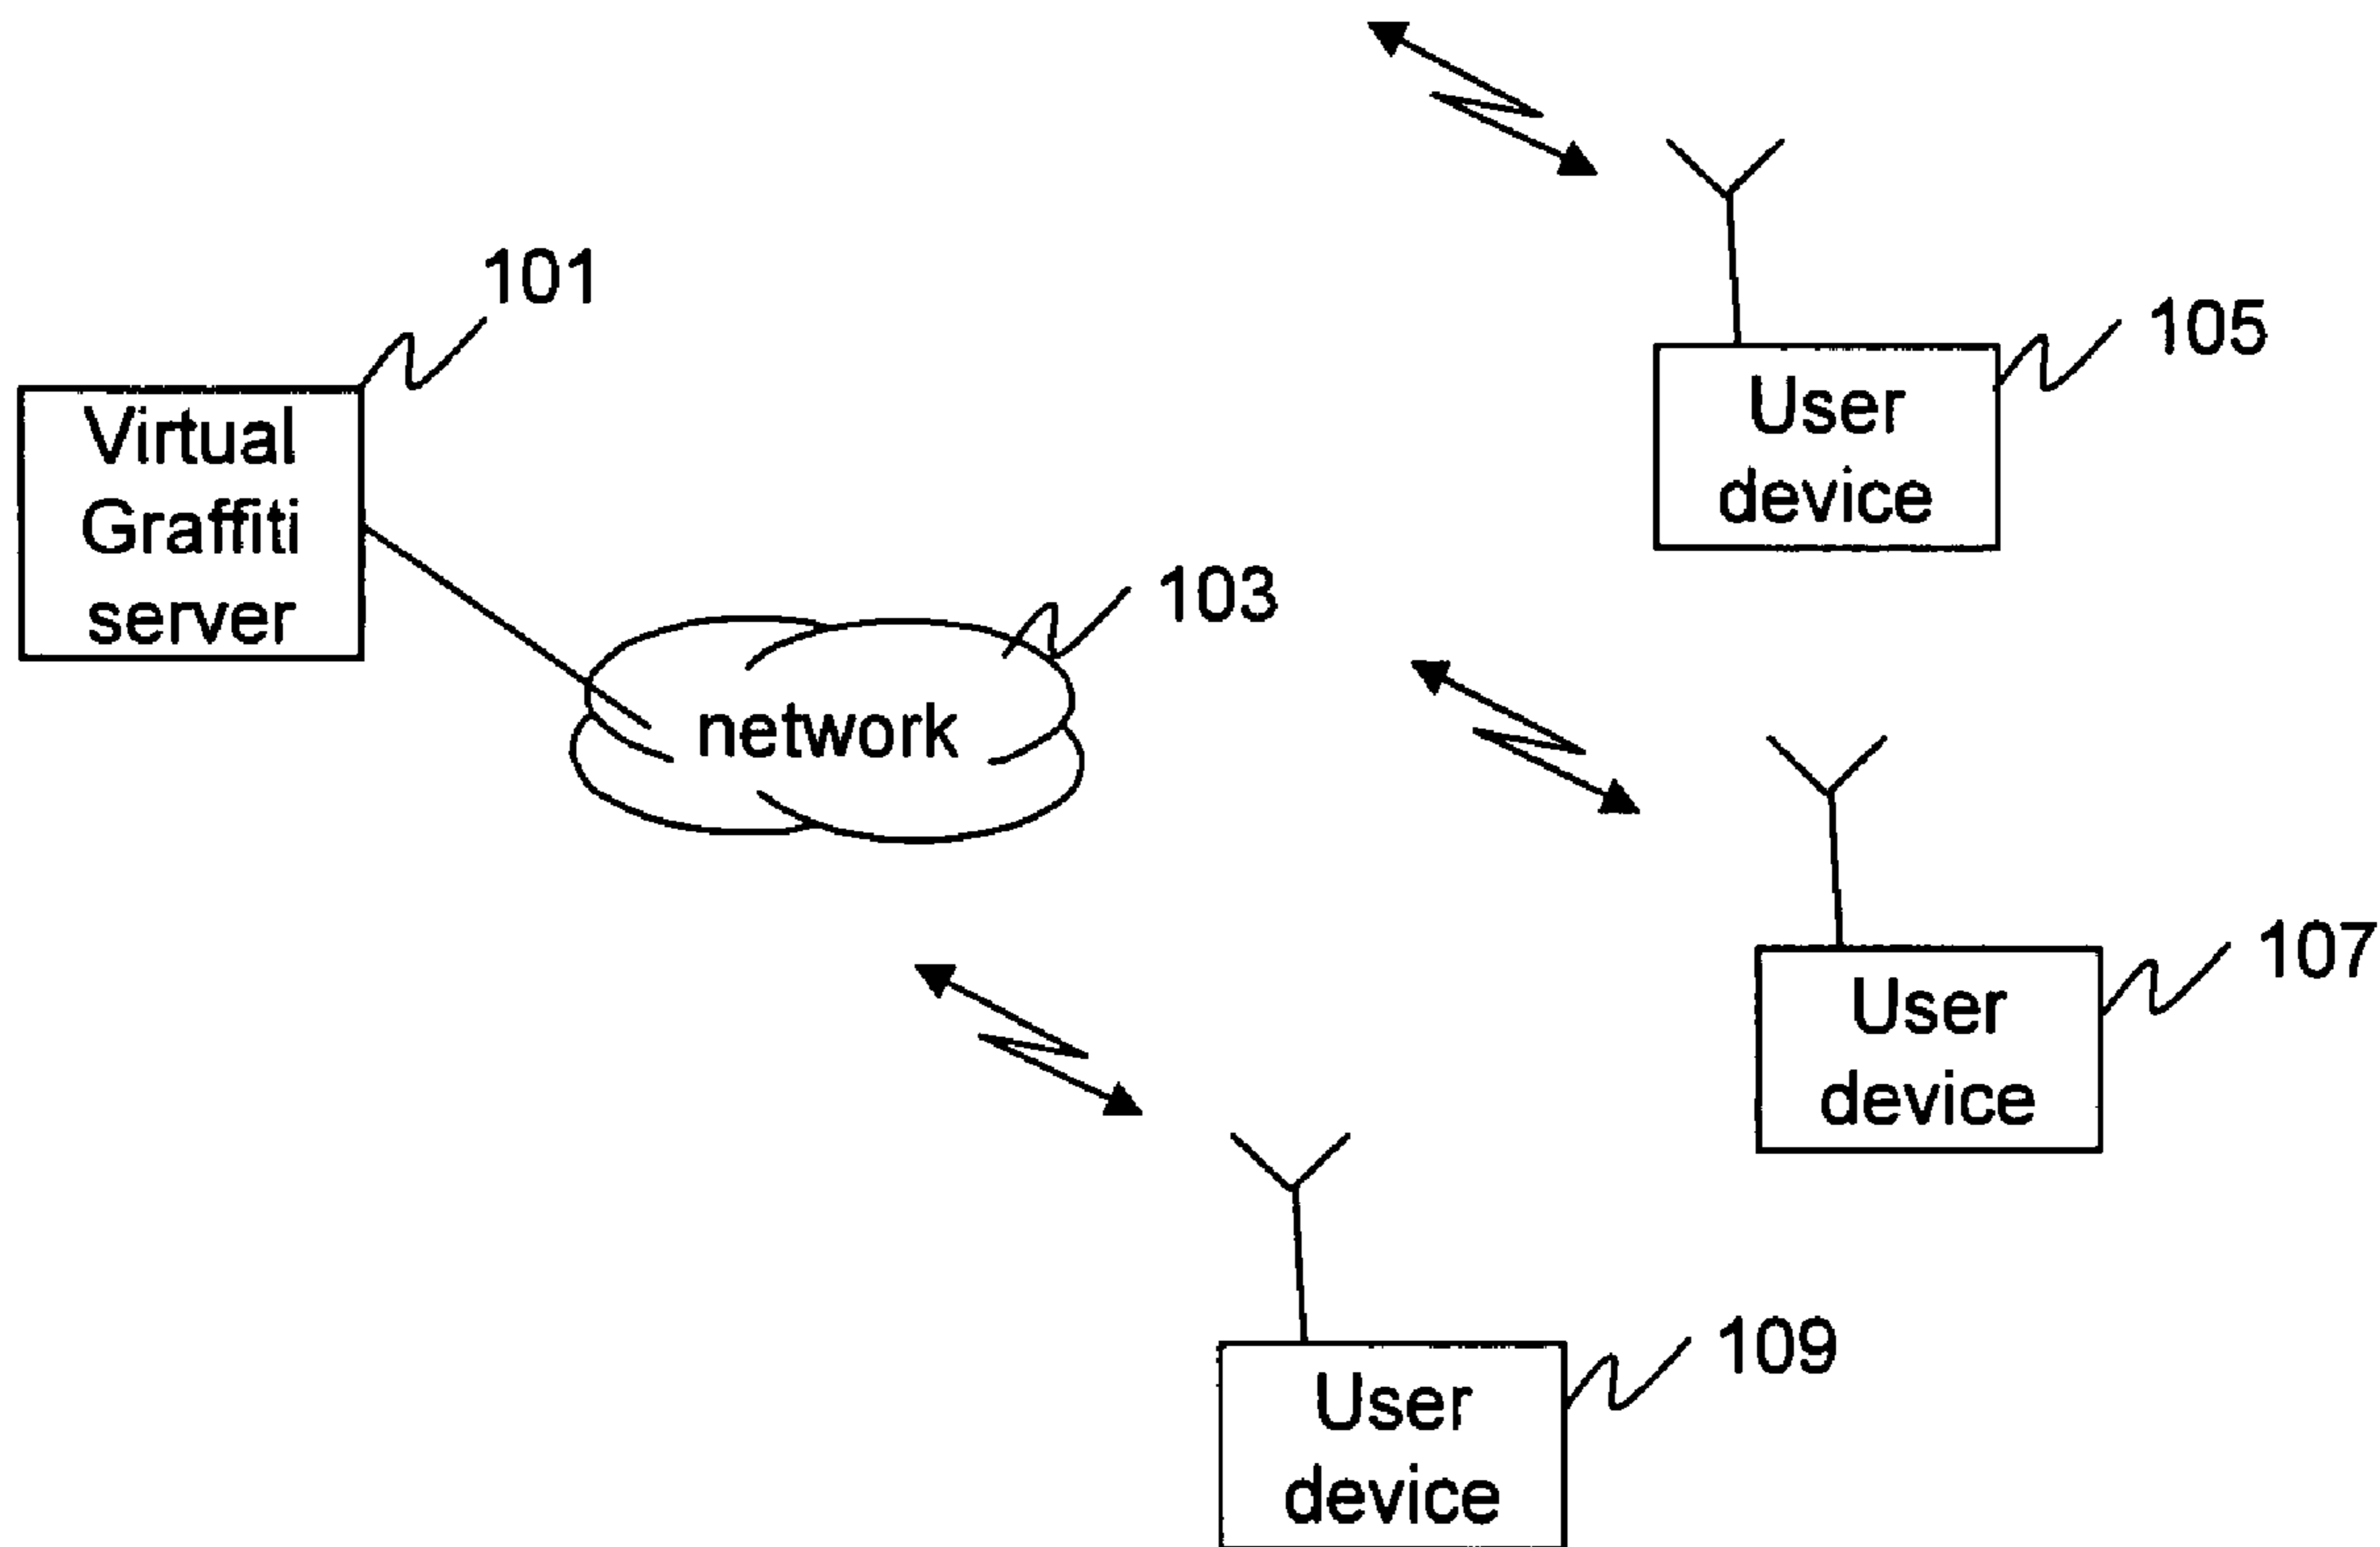 101
Virtual
Graffiti
server
103
network
105
User
device
107
User
device
109
User
device